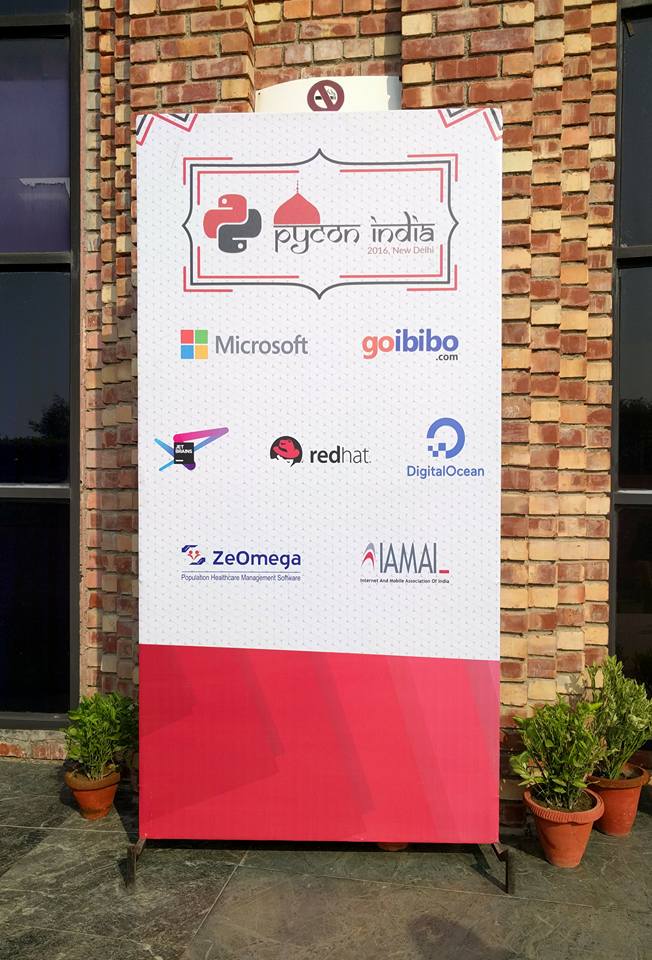 pycon india
2016, New Delhi
Microsoft
goibibo
.com
JET
BRAINS
redhat.
DigitalOcean
ZeOmega
Population Healthcare Management Software
IAMAI
Internet And Mobile Association Of India